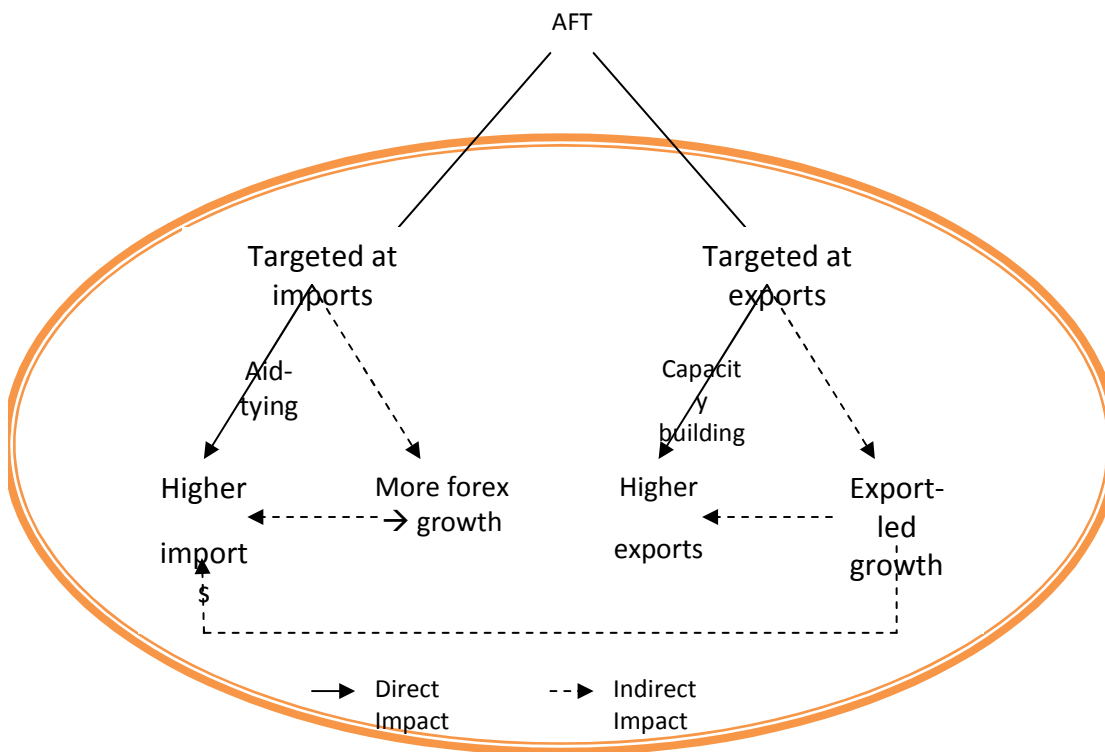 AFT
Targeted at
imports
Targeted at
exports
Aid-
tying
Capacit
y
building
Higher
import
s
More forex
→ growth
Higher
exports
Export-
led
growth
Direct
Impact
Indirect
Impact